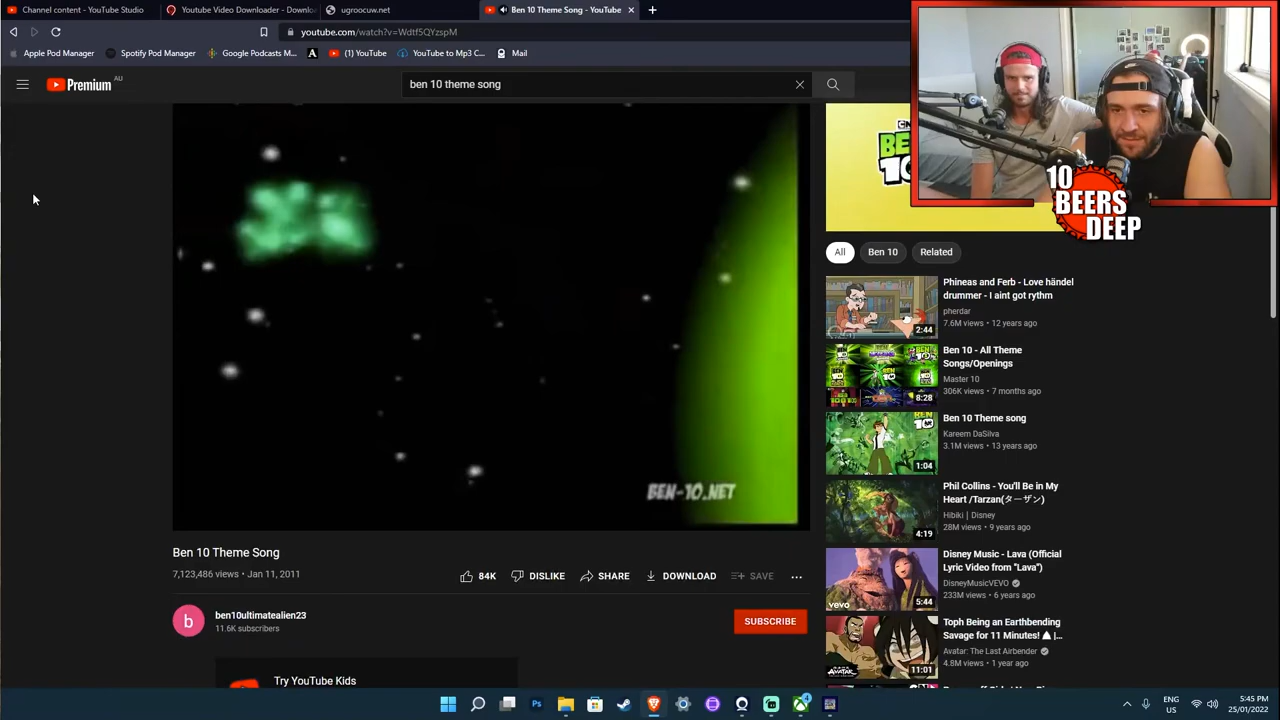 Channel content - YouTube Studio
Youtube Video Downloader - Downlo
ugroocuw.net
Ben 10 Theme Song - YouTube
youtube.com/watch?v=Wdtf5QYzspM
Apple Pod Manager
Spotify Pod Manager
Google Podcasts M...
(1) YouTube
YouTube to Mp3 C...
Mail
Premium AU
ben 10 theme song
10
BEERS
DEEP
CN
BEN
10
All
Ben 10
Related
Phineas and Ferb - Love händel
drummer - I aint got rythm
pherdar
7.6M views • 12 years ago
2:44
Ben 10 - All Theme
Songs/Openings
Master 10
306K views • 7 months ago
8:28
Ben 10 Theme song
Kareem DaSilva
3.1M views • 13 years ago
1:04
Phil Collins - You'll Be in My
Heart /Tarzan(ターザン)
Hibiki | Disney
28M views • 9 years ago
4:19
Disney Music - Lava (Official
Lyric Video from "Lava")
DisneyMusicVEVO
233M views • 6 years ago
vevo
5:44
Toph Being an Earthbending
Savage for 11 Minutes! ⛰ |...
Avatar: The Last Airbender
4.8M views • 1 year ago
AVATAR
11:01
BEN-10.NET
Ben 10 Theme Song
7,123,486 views • Jan 11, 2011
84K
DISLIKE
SHARE
DOWNLOAD
SAVE
b
ben10ultimatealien23
11.6K subscribers
SUBSCRIBE
Try YouTube Kids
ENG
US
5:45 PM
25/01/2022